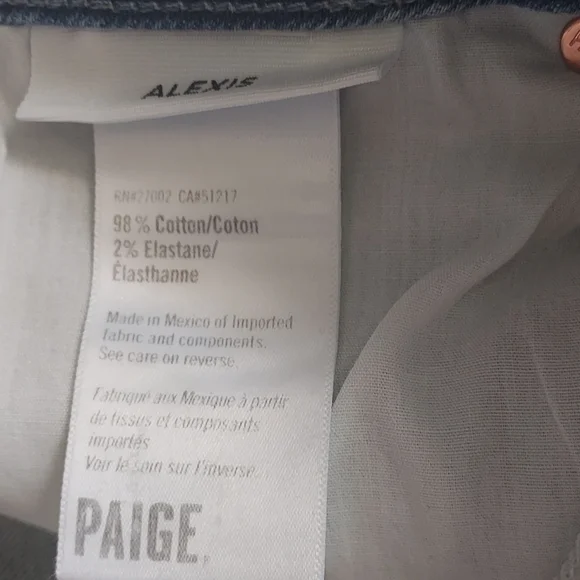 ALEXIS
RN#27002 CA#51217
98% Cotton/Coton
2% Elastane/
Élasthanne
Made in Mexico of Imported
fabric and components.
See care on reverse.
Fabriqué aux Mexique à partir
de tissus et composants
importés
Voir le soin sur l'inverse.
PAIGE